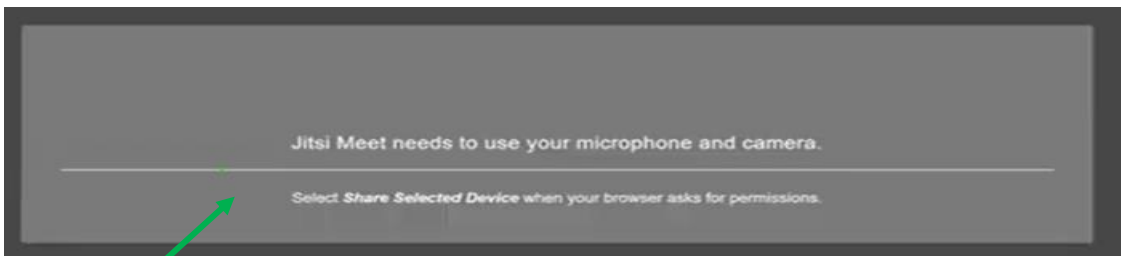 Jitsi Meet needs to use your microphone and camera.
Select Share Selected Device when your browser asks for permissions.